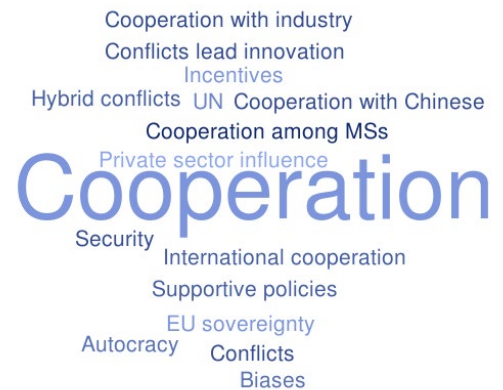 Cooperation with industry
Conflicts lead innovation
Incentives
Hybrid conflicts UN Cooperation with Chinese
Cooperation among MSs
Private sector influence
Cooperation
Security
International cooperation
Supportive policies
EU sovereignty
Autocracy
Conflicts
Biases